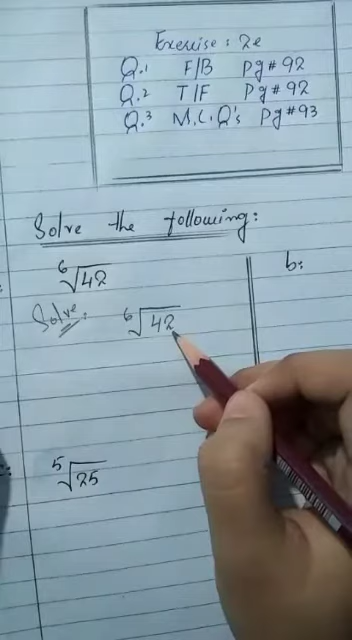 Exercise: 2e
Q.1 F/B Pg#92
Q.2 T/F Pg#92
Q.3 M.C.Q's Pg#93
Solve the following:
⁶√42
b:
Solve: ⁶√42
⁵√25